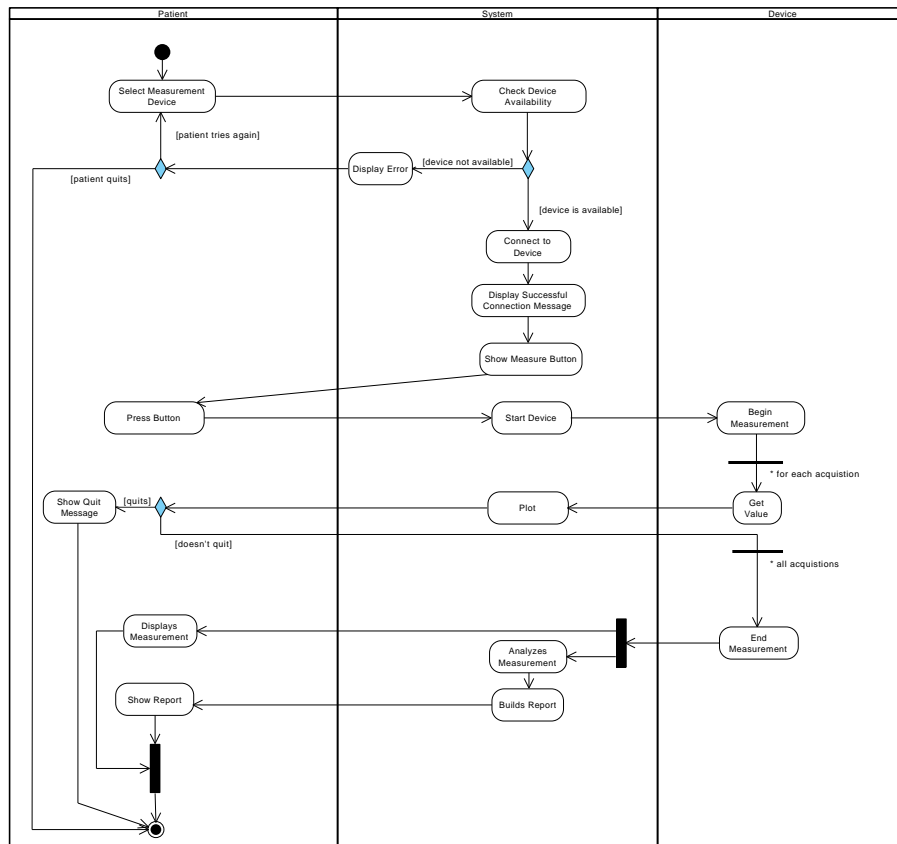 Patient
System
Device
Select Measurement
Device
Check Device
Availability
[patient tries again]
[patient quits]
Display Error
[device not available]
[device is available]
Connect to
Device
Display Successful
Connection Message
Show Measure Button
Press Button
Start Device
Begin
Measurement
* for each acquistion
Show Quit
Message
[quits]
Plot
Get
Value
[doesn't quit]
* all acquistions
Displays
Measurement
End
Measurement
Analyzes
Measurement
Show Report
Builds Report